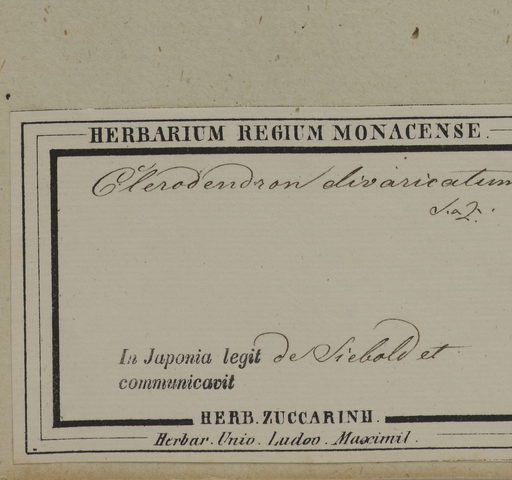 HERBARIUM REGIUM MONACENSE.
Clerodendron divaricatum
S. a Z.
In Japonia legit de Siebold et
communicavit
HERB. ZUCCARINII.
Herbar. Univ. Ludov. Maximil.